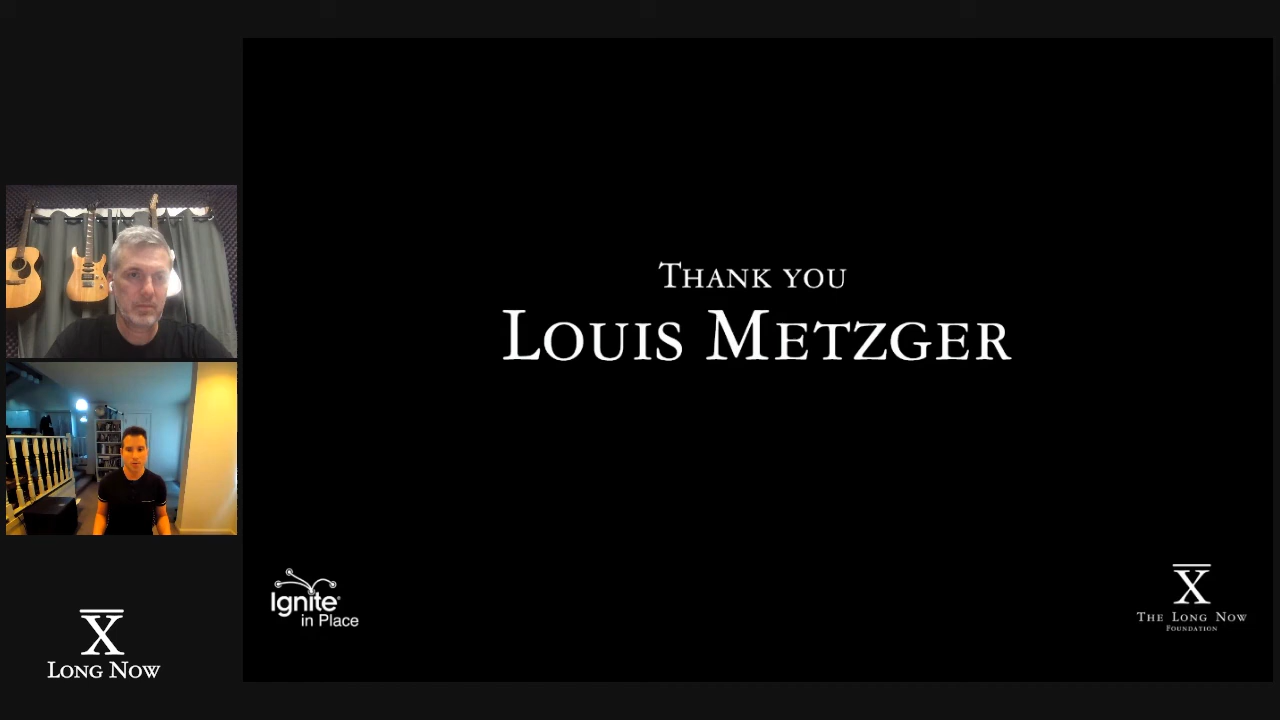 Thank you
Louis Metzger
Ignite®
in Place
X
The Long Now
Foundation
X
Long Now